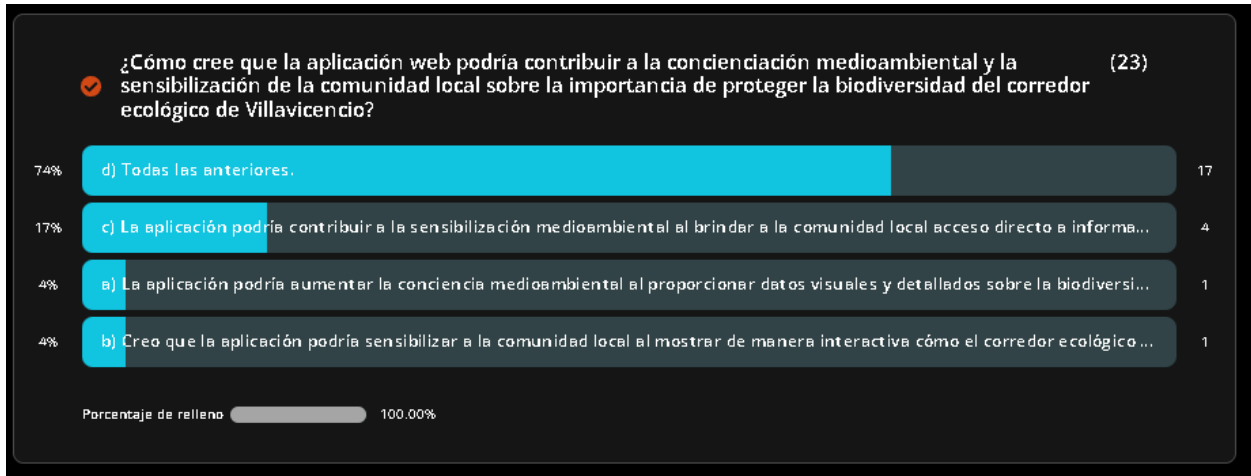 ¿Cómo cree que la aplicación web podría contribuir a la concienciación medioambiental y la (23)
sensibilización de la comunidad local sobre la importancia de proteger la biodiversidad del corredor
ecológico de Villavicencio?
74% d) Todas las anteriores. 17
17% c) La aplicación podría contribuir a la sensibilización medioambiental al brindar a la comunidad local acceso directo a informa... 4
4% a) La aplicación podría aumentar la conciencia medioambiental al proporcionar datos visuales y detallados sobre la biodiversi... 1
4% b) Creo que la aplicación podría sensibilizar a la comunidad local al mostrar de manera interactiva cómo el corredor ecológico ... 1
Porcentaje de relleno 100.00%